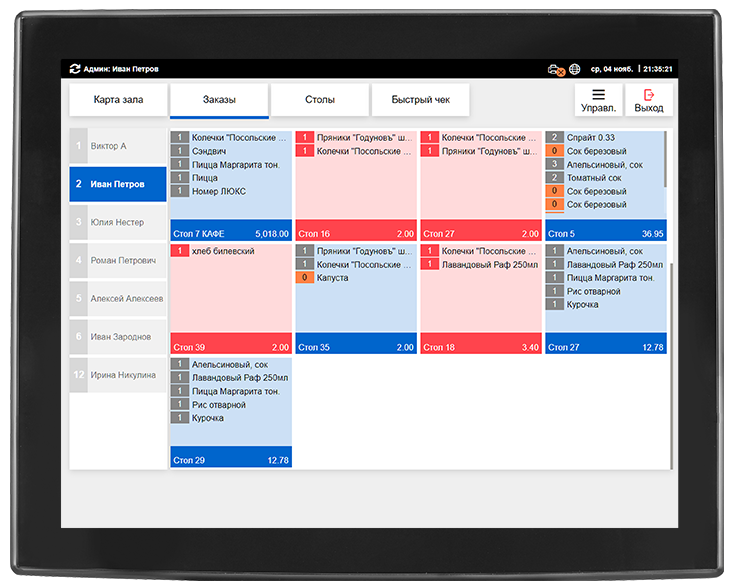 Админ: Иван Петров
ср, 04 нояб. | 21:35:21
Карта зала
Заказы
Столы
Быстрый чек
Управл.
Выход
1 Виктор А
2 Иван Петров
3 Юлия Нестер
4 Роман Петрович
5 Алексей Алексеев
6 Иван Зароднов
12 Ирина Никулина
1 Колечки "Посольские ...
1 Сэндвич
1 Пицца Маргарита тон.
1 Пицца
1 Номер ЛЮКС
Стол 7 КАФЕ 5,018.00
1 Пряники "Годуновъ" ш...
1 Колечки "Посольские ...
Стол 16 2.00
1 Колечки "Посольские ...
1 Пряники "Годуновъ" ш...
Стол 27 2.00
2 Спрайт 0.33
0 Сок березовый
3 Апельсиновый, сок
2 Томатный сок
0 Сок березовый
0 Сок березовый
Стол 5 36.95
1 хлеб билевский
Стол 39 2.00
1 Пряники "Годуновъ" ш...
1 Колечки "Посольские ...
0 Капуста
Стол 35 2.00
1 Колечки "Посольские ...
1 Лавандовый Раф 250мл
Стол 18 3.40
1 Апельсиновый, сок
1 Лавандовый Раф 250мл
1 Пицца Маргарита тон.
1 Рис отварной
1 Курочка
Стол 27 12.78
1 Апельсиновый, сок
1 Лавандовый Раф 250мл
1 Пицца Маргарита тон.
1 Рис отварной
1 Курочка
Стол 29 12.78